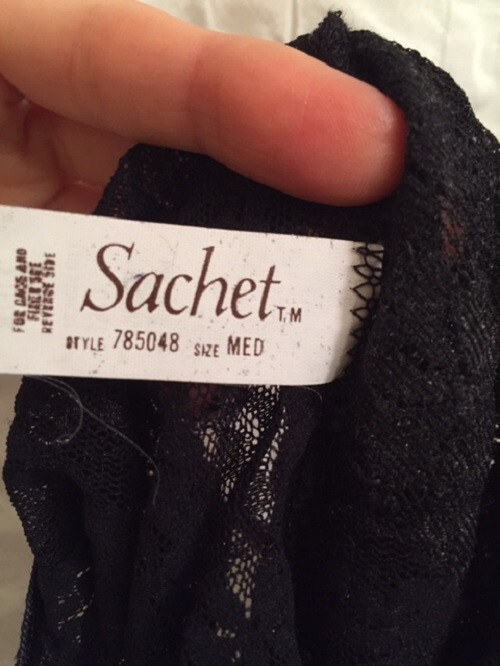 Sachet TM
STYLE 785048 SIZE MED
FOR CARE AND
FIBER SEE
REVERSE SIDE